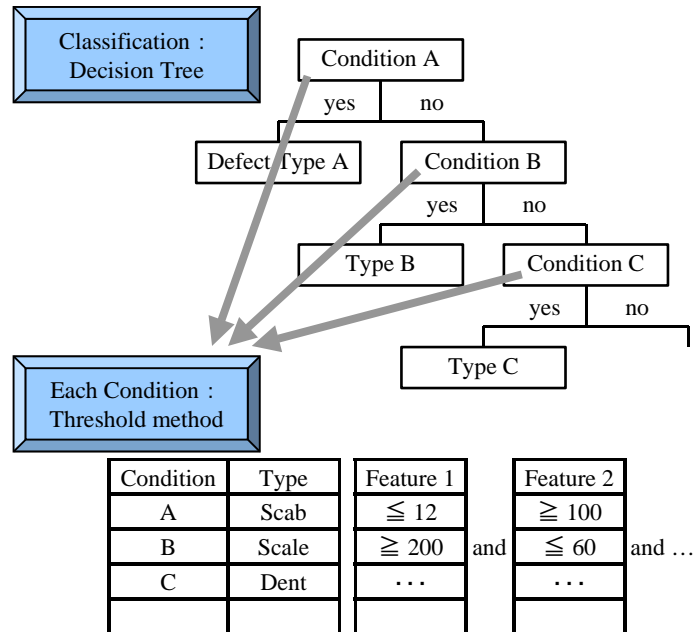 Classification :
Decision Tree
Condition A
yes no
Defect Type A Condition B
yes no
Type B Condition C
yes no
Type C
Each Condition :
Threshold method
Condition Type Feature 1 Feature 2
A Scab ≦ 12 ≧ 100
B Scale ≧ 200 and ≦ 60 and …
C Dent ··· ···